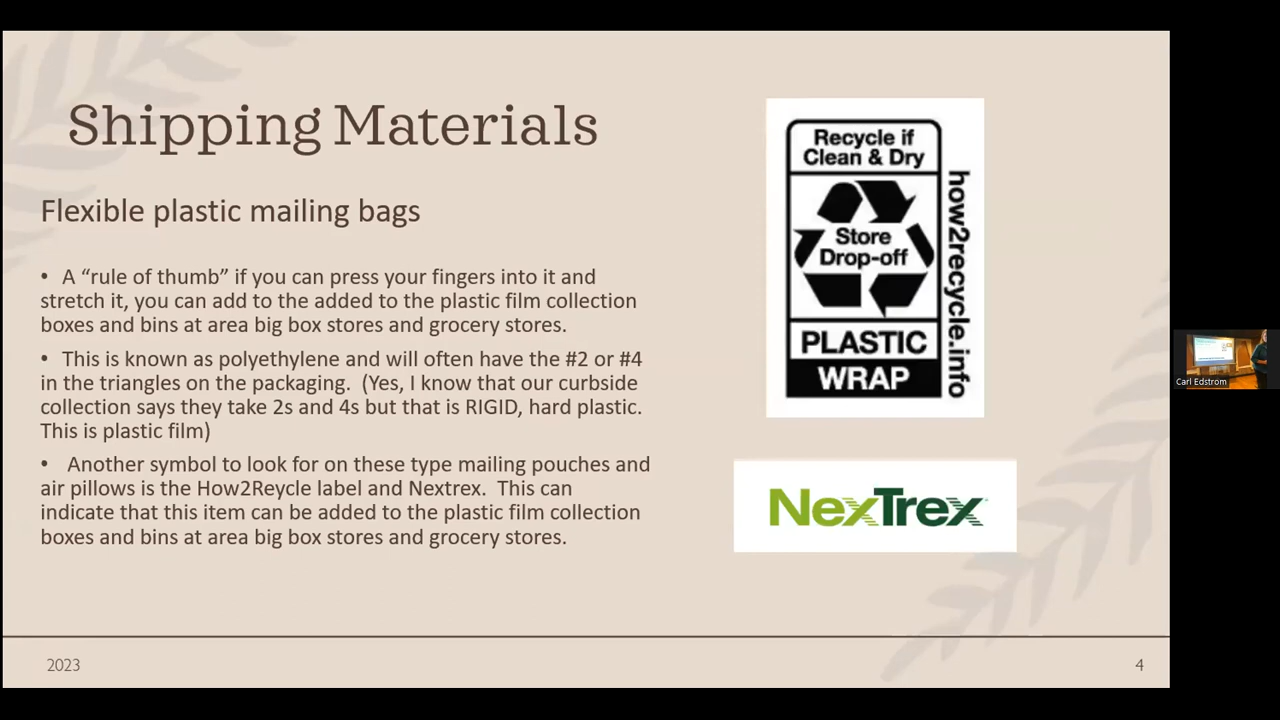 Shipping Materials
Flexible plastic mailing bags
• A “rule of thumb” if you can press your fingers into it and
stretch it, you can add to the added to the plastic film collection
boxes and bins at area big box stores and grocery stores.
• This is known as polyethylene and will often have the #2 or #4
in the triangles on the packaging. (Yes, I know that our curbside
collection says they take 2s and 4s but that is RIGID, hard plastic.
This is plastic film)
• Another symbol to look for on these type mailing pouches and
air pillows is the How2Reycle label and Nextrex. This can
indicate that this item can be added to the plastic film collection
boxes and bins at area big box stores and grocery stores.
Recycle if
Clean & Dry
Store
Drop-off
PLASTIC
WRAP
how2recycle.info
NexTrex
Carl Edstrom
2023
4